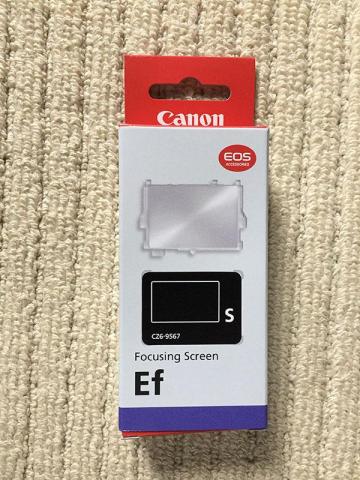 Canon
EOS
ACCESSORIES
S
CZ6-9567
Focusing Screen
Ef